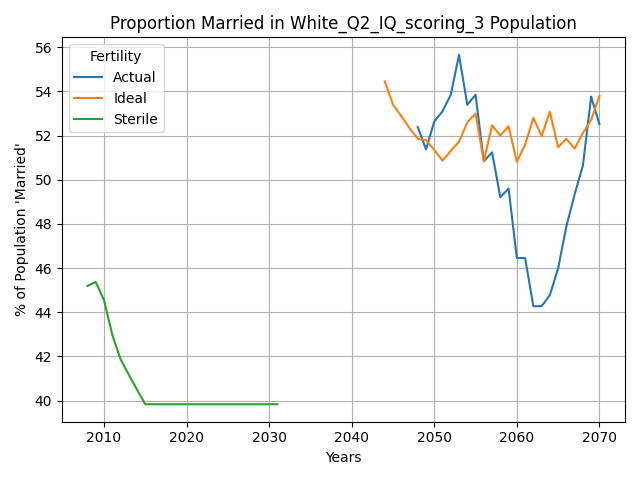 Proportion Married in White_Q2_IQ_scoring_3 Population
% of Population 'Married'
56
54
52
50
48
46
44
42
40
Fertility
Actual
Ideal
Sterile
2010 2020 2030 2040 2050 2060 2070
Years